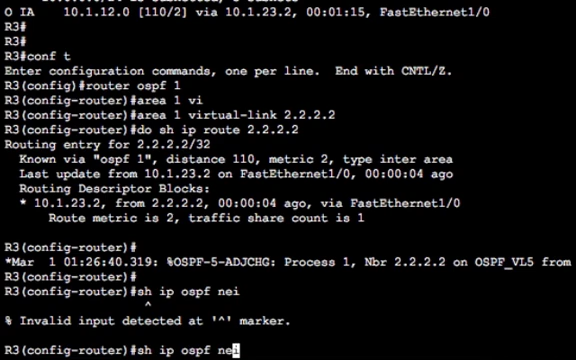 O IA    10.1.12.0 [110/2] via 10.1.23.2, 00:01:15, FastEthernet1/0
R3#
R3#
R3#conf t
Enter configuration commands, one per line.  End with CNTL/Z.
R3(config)#router ospf 1
R3(config-router)#area 1 vi
R3(config-router)#area 1 virtual-link 2.2.2.2
R3(config-router)#do sh ip route 2.2.2.2
Routing entry for 2.2.2.2/32
  Known via "ospf 1", distance 110, metric 2, type inter area
  Last update from 10.1.23.2 on FastEthernet1/0, 00:00:04 ago
  Routing Descriptor Blocks:
  * 10.1.23.2, from 2.2.2.2, 00:00:04 ago, via FastEthernet1/0
      Route metric is 2, traffic share count is 1
R3(config-router)#
*Mar  1 01:26:40.319: %OSPF-5-ADJCHG: Process 1, Nbr 2.2.2.2 on OSPF_VL5 from
R3(config-router)#
R3(config-router)#sh ip ospf nei
^
% Invalid input detected at '^' marker.
R3(config-router)#sh ip ospf nei